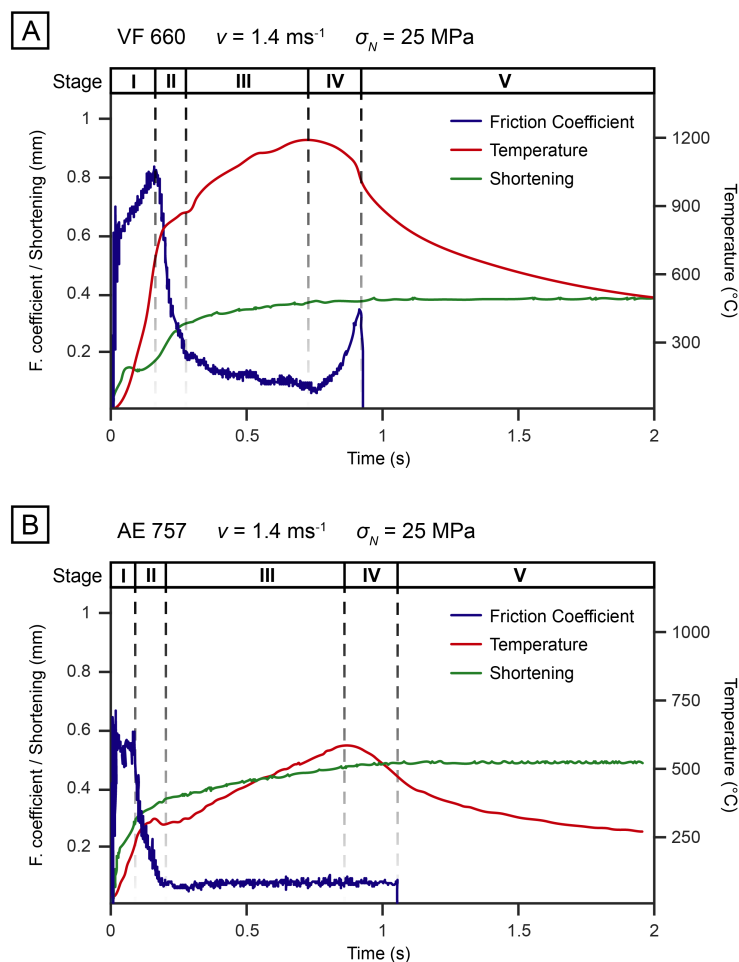 A
VF 660 v = 1.4 ms⁻¹ σN = 25 MPa
Stage I II III IV V
Friction Coefficient
Temperature
Shortening
F. coefficient / Shortening (mm)
1
0.8
0.6
0.4
0.2
Temperature (°C)
1200
900
600
300
0 0.5 1 1.5 2
Time (s)
B
AE 757 v = 1.4 ms⁻¹ σN = 25 MPa
Stage I II III IV V
Friction Coefficient
Temperature
Shortening
F. coefficient / Shortening (mm)
1
0.8
0.6
0.4
0.2
Temperature (°C)
1000
750
500
250
0 0.5 1 1.5 2
Time (s)